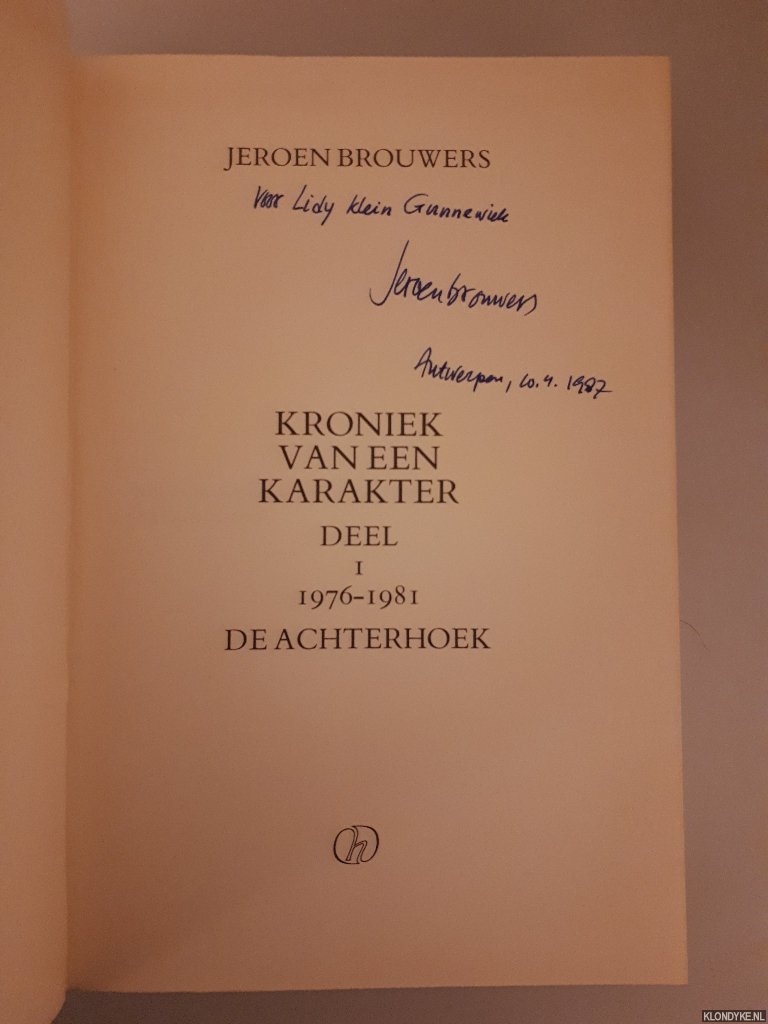 JEROEN BROUWERS
Voor Lidy Klein Gunnewiek
Jeroen Brouwers
Antwerpen, 10.4.1987
KRONIEK
VAN EEN
KARAKTER
DEEL
I
1976-1981
DE ACHTERHOEK
h
KLONDYKE.NL